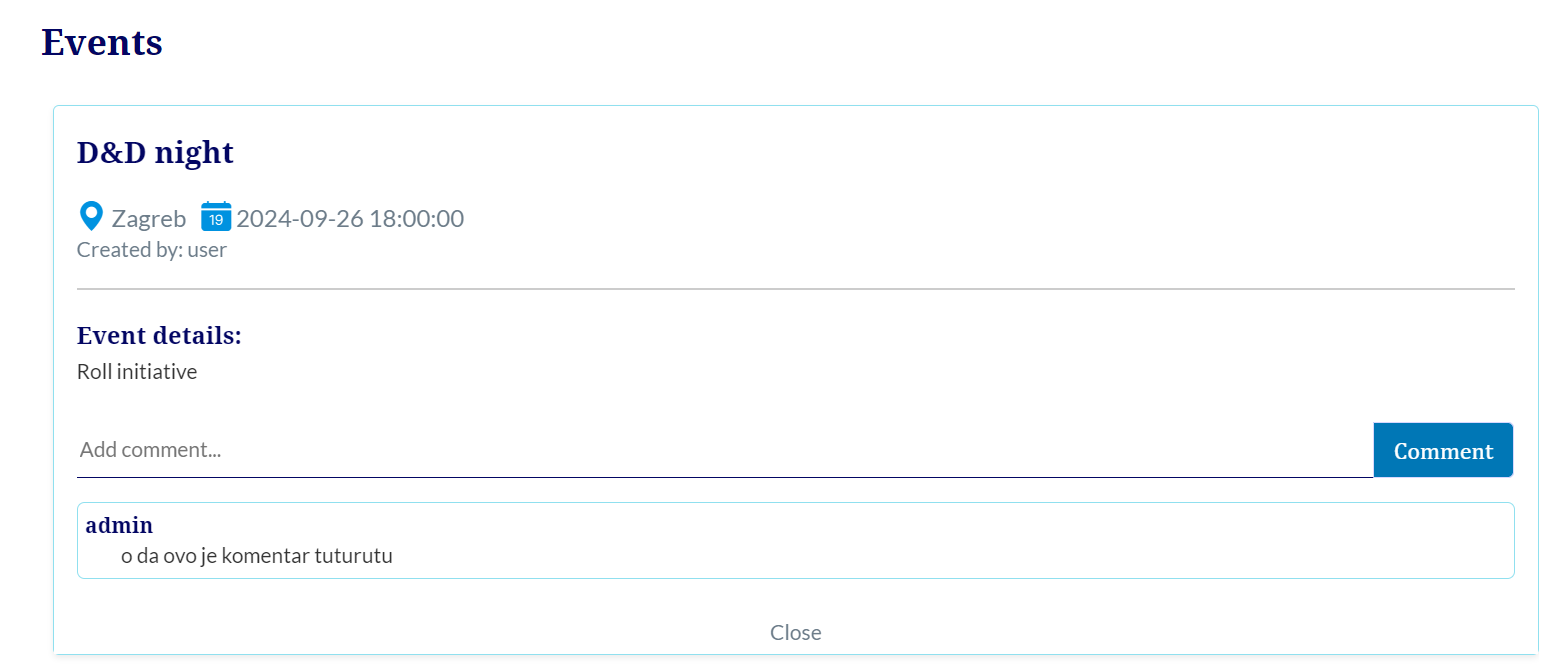 Events
D&D night
Zagreb 19 2024-09-26 18:00:00
Created by: user
Event details:
Roll initiative
Add comment...
Comment
admin
o da ovo je komentar tuturutu
Close